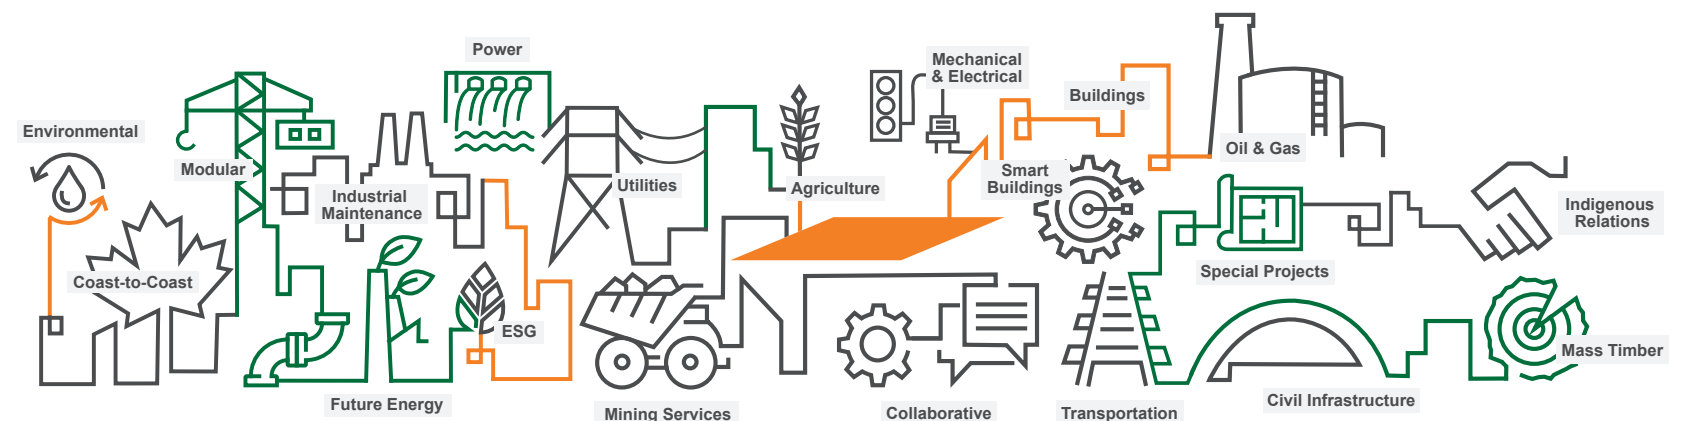 Power
Mechanical
& Electrical
Buildings
Environmental
Oil & Gas
Modular
Utilities
Agriculture
Smart
Buildings
Industrial
Maintenance
Indigenous
Relations
Coast-to-Coast
Special Projects
ESG
Mass Timber
Future Energy
Civil Infrastructure
Mining Services
Collaborative
Transportation